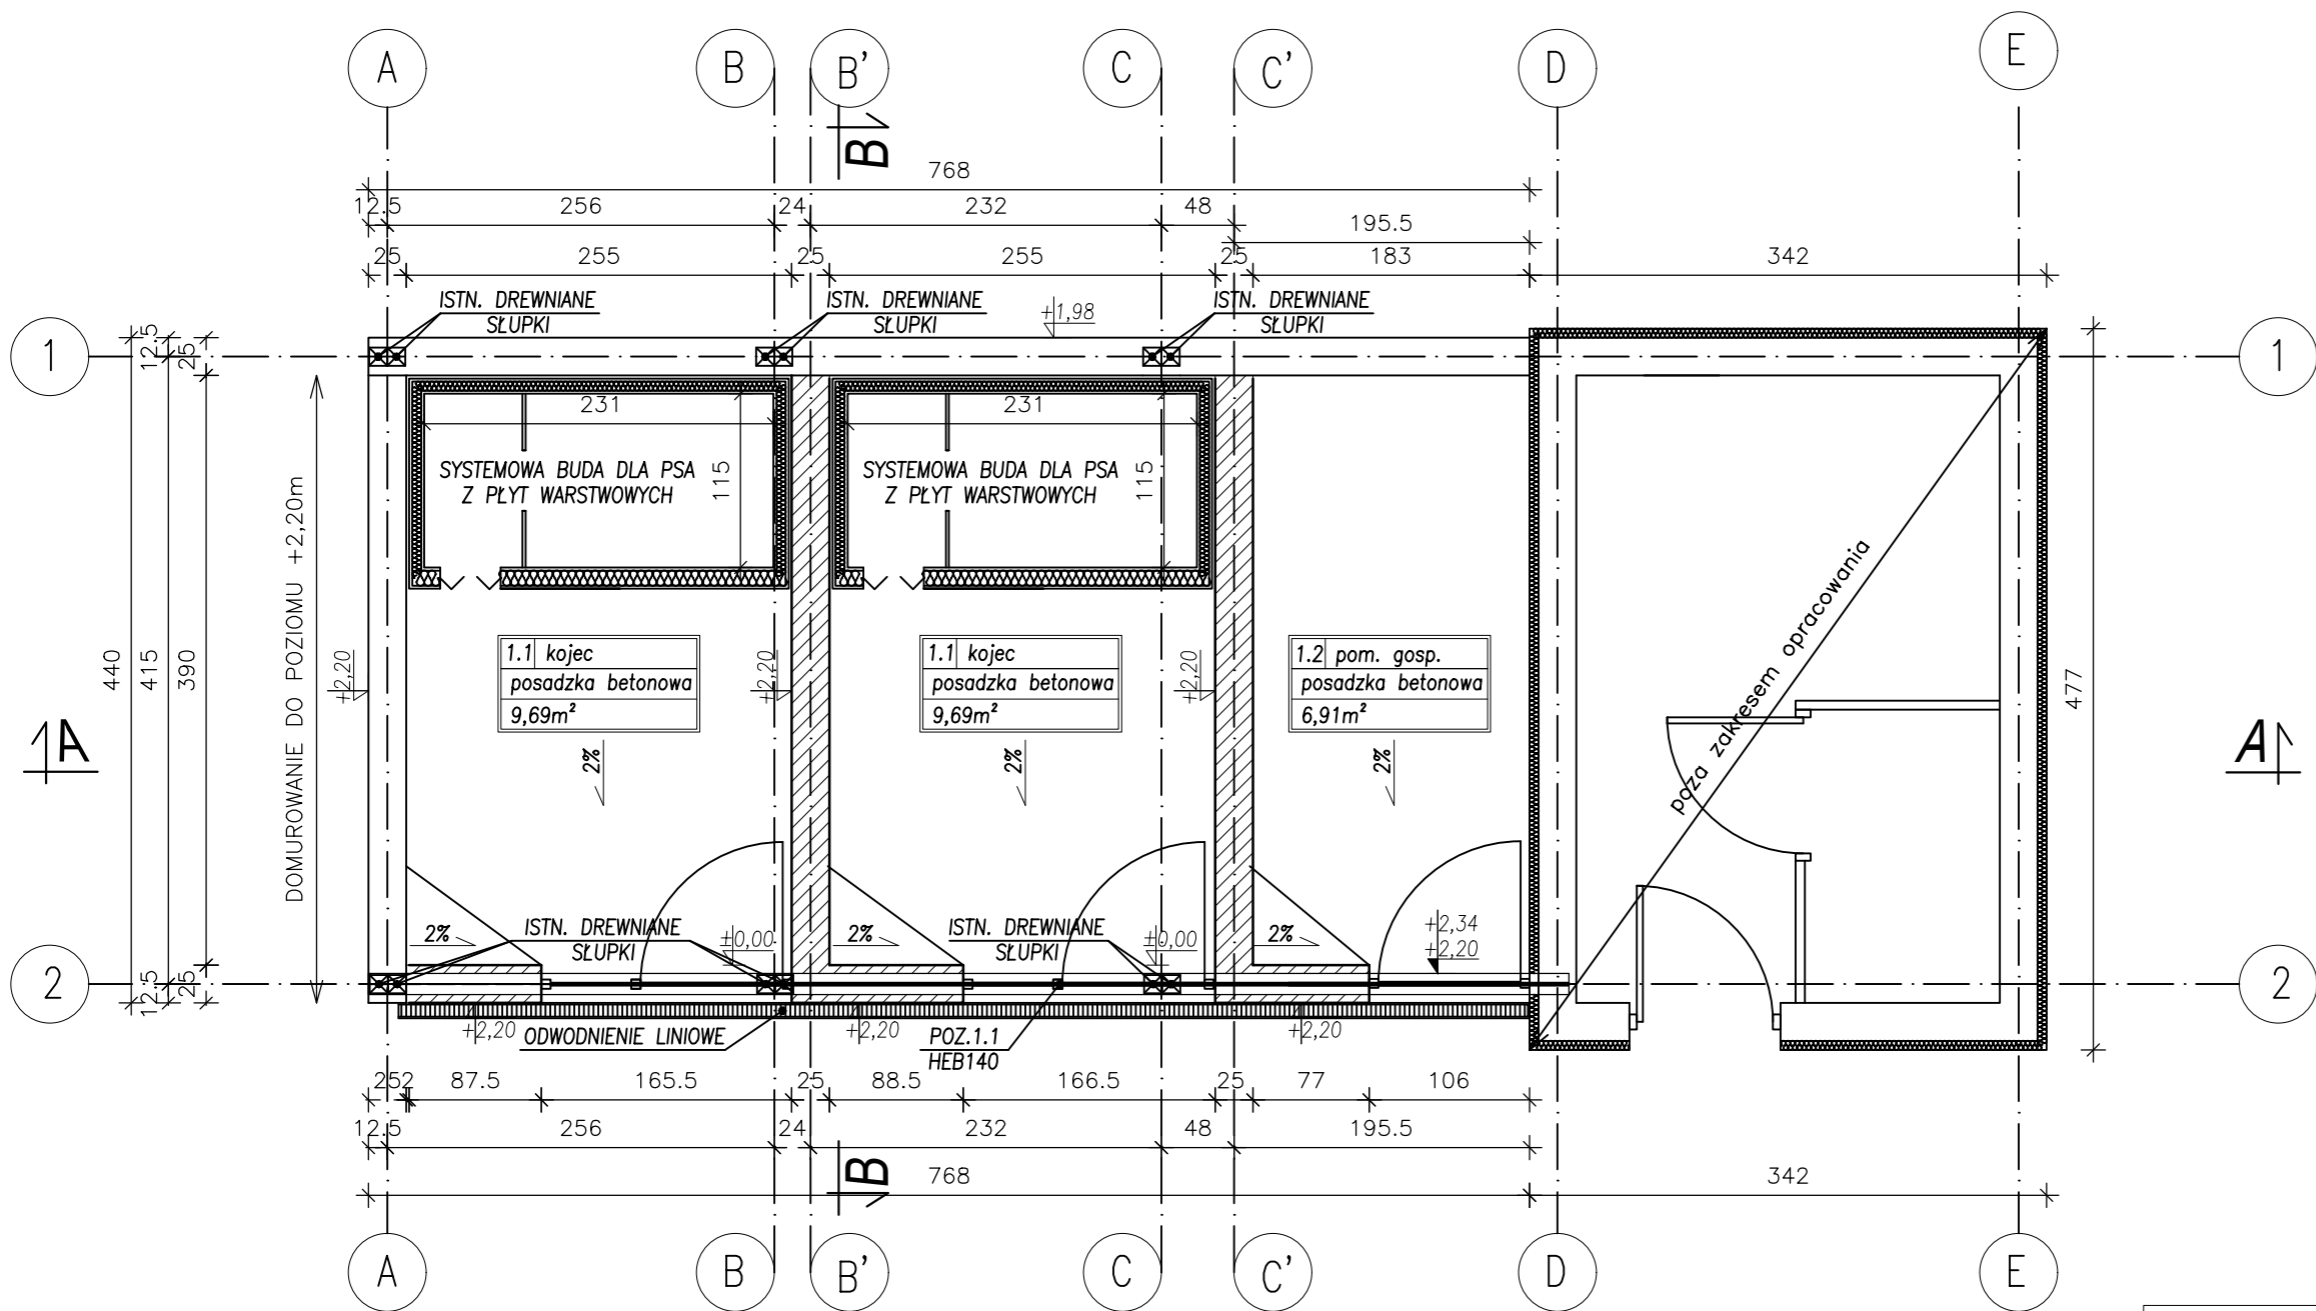 A B B' C C' D E
B
768
12.5 256 24 232 48
195.5
25 255 25 255 25 183 342
ISTN. DREWNIANE
SŁUPKI
ISTN. DREWNIANE
SŁUPKI
ISTN. DREWNIANE
SŁUPKI
+1,98
1
1
12.5
25
231
115
SYSTEMOWA BUDA DLA PSA
Z PŁYT WARSTWOWYCH
231
115
SYSTEMOWA BUDA DLA PSA
Z PŁYT WARSTWOWYCH
DOMUROWANIE DO POZIOMU +2,20m
440
415
390
477
+2,20
+2,20
+2,20
1.1 kojec
posadzka betonowa
9,69m²
1.1 kojec
posadzka betonowa
9,69m²
1.2 pom. gosp.
posadzka betonowa
6,91m²
poza zakresem opracowania
A
A
2%
2%
2%
2%
ISTN. DREWNIANE
SŁUPKI
±0,00
2%
ISTN. DREWNIANE
SŁUPKI
±0,00
2%
+2,34
+2,20
2
2
12.5
25
+2,20
ODWODNIENIE LINIOWE
+2,20
POZ.1.1
HEB140
+2,20
25 2 87.5 165.5 25 88.5 166.5 25 77 106
12.5 256 24 232 48 195.5
B
768 342
A B B' C C' D E